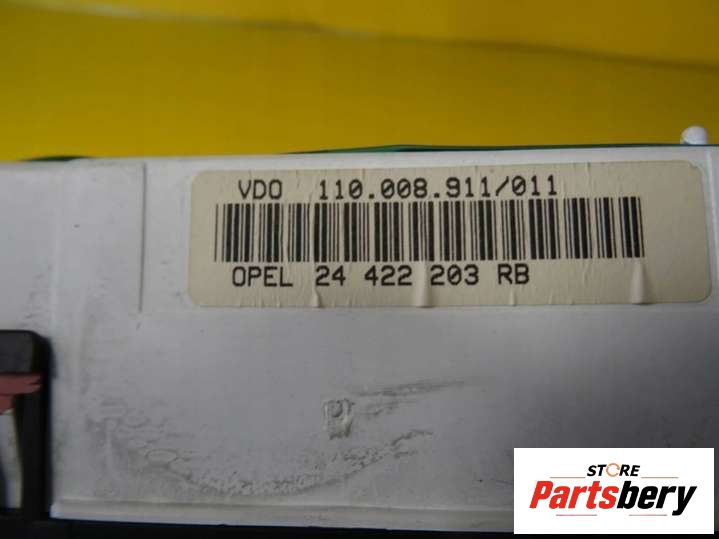 VDO 110.008.911/011
OPEL 24 422 203 RB
STORE
Partsbery